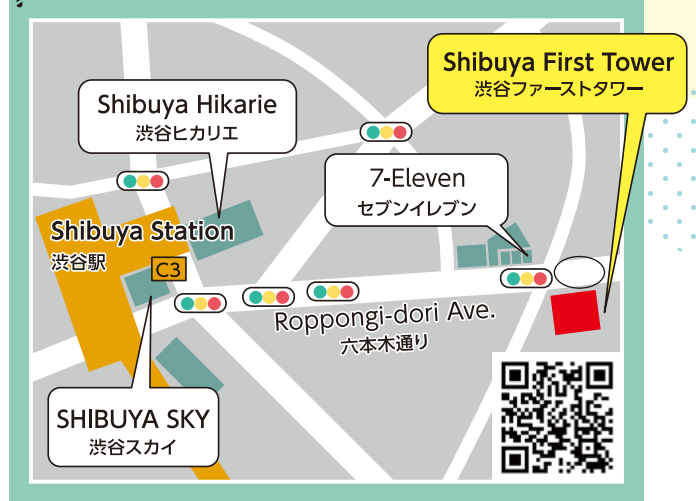 Shibuya First Tower
渋谷ファーストタワー
Shibuya Hikarie
渋谷ヒカリエ
7-Eleven
セブンイレブン
Shibuya Station
渋谷駅
C3
Roppongi-dori Ave.
六本木通り
SHIBUYA SKY
渋谷スカイ